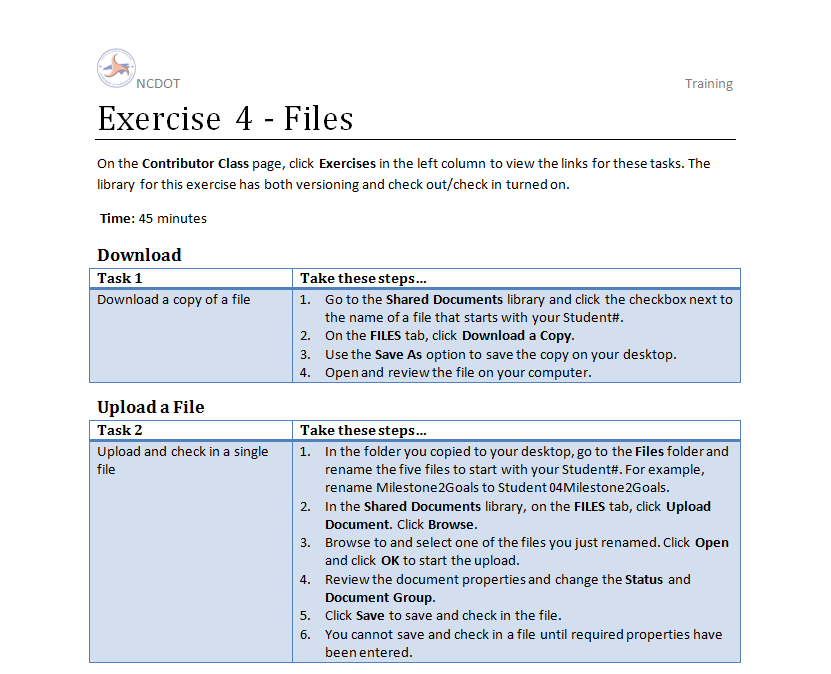 NCDOT Training
Exercise 4 - Files
On the Contributor Class page, click Exercises in the left column to view the links for these tasks. The
library for this exercise has both versioning and check out/check in turned on.
Time: 45 minutes
Download
Task 1 Take these steps...
Download a copy of a file
1. Go to the Shared Documents library and click the checkbox next to
the name of a file that starts with your Student#.
2. On the FILES tab, click Download a Copy.
3. Use the Save As option to save the copy on your desktop.
4. Open and review the file on your computer.
Upload a File
Task 2 Take these steps...
Upload and check in a single
file
1. In the folder you copied to your desktop, go to the Files folder and
rename the five files to start with your Student#. For example,
rename Milestone2Goals to Student 04Milestone2Goals.
2. In the Shared Documents library, on the FILES tab, click Upload
Document. Click Browse.
3. Browse to and select one of the files you just renamed. Click Open
and click OK to start the upload.
4. Review the document properties and change the Status and
Document Group.
5. Click Save to save and check in the file.
6. You cannot save and check in a file until required properties have
been entered.